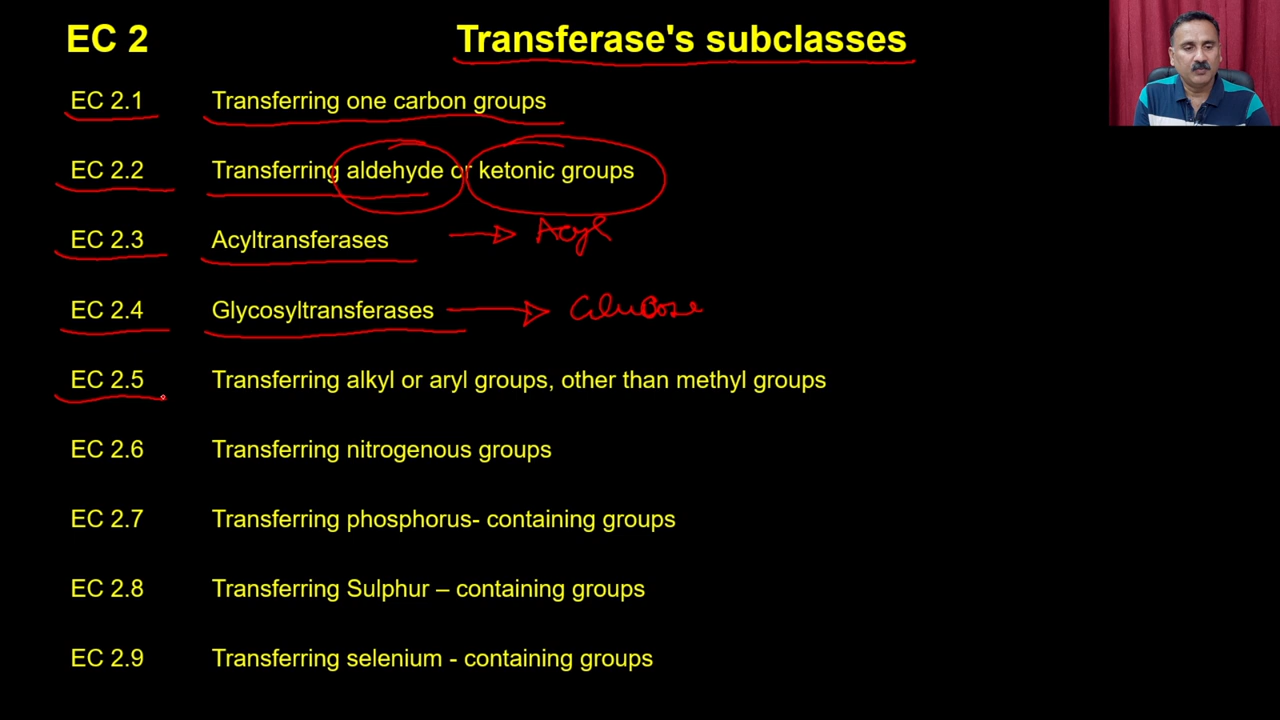 EC 2 Transferase's subclasses
EC 2.1 Transferring one carbon groups
EC 2.2 Transferring aldehyde or ketonic groups
EC 2.3 Acyltransferases Acyl
EC 2.4 Glycosyltransferases Glucose
EC 2.5 Transferring alkyl or aryl groups, other than methyl groups
EC 2.6 Transferring nitrogenous groups
EC 2.7 Transferring phosphorus- containing groups
EC 2.8 Transferring Sulphur – containing groups
EC 2.9 Transferring selenium - containing groups